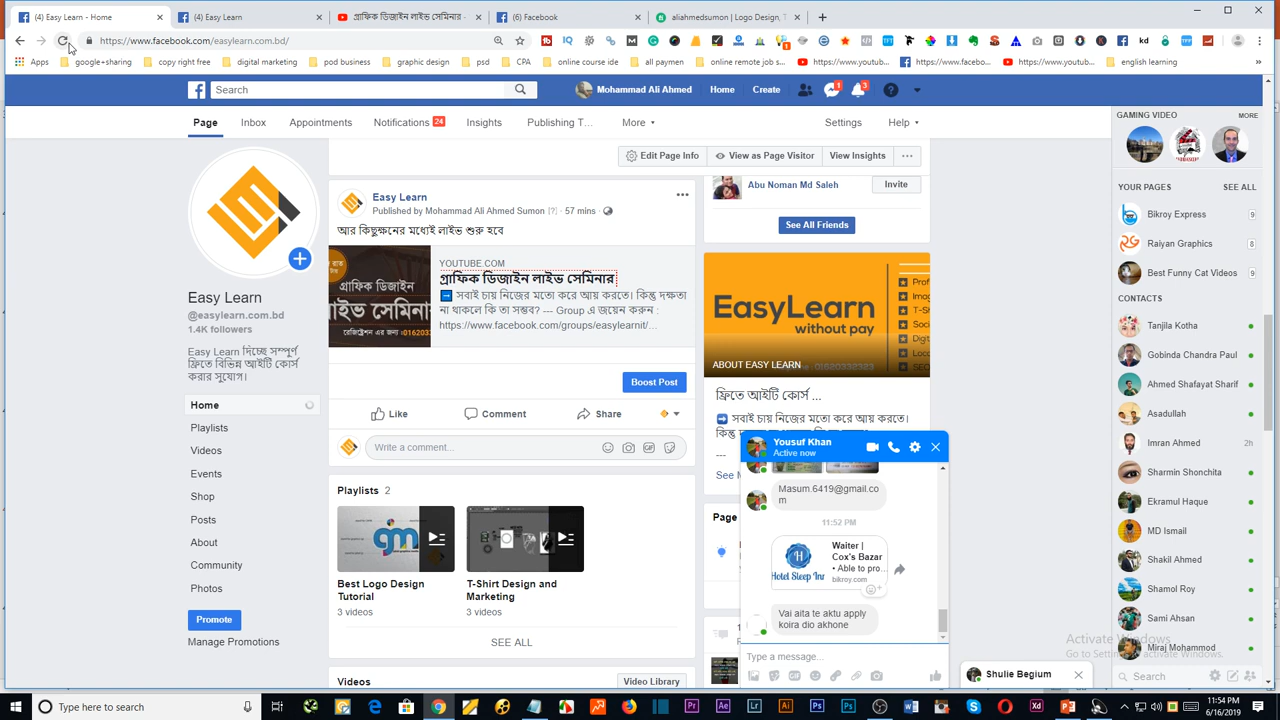 (4) Easy Learn - Home
(4) Easy Learn
গ্রাফিক ডিজাইন লাইভ সেমিনার -
(6) Facebook
aliahmedsumon | Logo Design, T
https://www.facebook.com/easylearn.com.bd/
Apps
google+sharing
copy right free
digital marketing
pod business
graphic design
psd
CPA
online course ide
all paymen
online remote job s...
https://www.youtub...
https://www.facebo...
https://www.youtub...
english learning
Search
Mohammad Ali Ahmed
Home
Create
1
3
Page
Inbox
Appointments
Notifications 24
Insights
Publishing T...
More
Settings
Help
Edit Page Info
View as Page Visitor
View Insights
Easy Learn
Published by Mohammad Ali Ahmed Sumon [?] · 57 mins ·
আর কিছুক্ষনের মধ্যেই লাইভ শুরু হবে
গ্রাফিক ডিজাইন
লাইভ সেমিনার
YOUTUBE.COM
গ্রাফিক ডিজাইন লাইভ সেমিনার
সবাই চায় নিজের মতো করে আয় করতে। কিন্তু দক্ষতা
না থাকলে কি তা সম্ভব? --- Group এ জয়েন করুন :
https://www.facebook.com/groups/easylearnit/...
Boost Post
Like
Comment
Share
Write a comment...
Easy Learn
@easylearn.com.bd
1.4K followers
Easy Learn দিচ্ছে সম্পূর্ণ
ফ্রিতে বিভিন্ন আইটি কোর্স
করার সুযোগ।
Home
Playlists
Videos
Events
Shop
Posts
About
Community
Photos
Promote
Manage Promotions
Playlists 2
Best Logo Design
Tutorial
3 videos
T-Shirt Design and
Marketing
3 videos
SEE ALL
Videos
Video Library
Abu Noman Md Saleh
Invite
See All Friends
EasyLearn
without pay
ABOUT EASY LEARN
ফ্রিতে আইটি কোর্স ...
সবাই চায় নিজের মতো করে আয় করতে।
---
See M
Page
Yousuf Khan
Active now
Masum.6419@gmail.co
m
11:52 PM
Hotel Sleep Inn
Waiter |
Cox's Bazar
• Able to pro...
bikroy.com
Vai aita te aktu apply
koira dio akhone
Type a message...
Shulie Begium
GAMING VIDEO
MORE
YOUR PAGES
SEE ALL
Bikroy Express 9
Raiyan Graphics 8
Best Funny Cat Videos 9
CONTACTS
Tanjila Kotha
Gobinda Chandra Paul
Ahmed Shafayat Sharif
Asadullah
Imran Ahmed 2h
Sharmin Shonchita
Ekramul Haque
MD Ismail
Shakil Ahmed
Shamol Roy
Sami Ahsan
Miraj Mahmood
Search
Activate Windows
Go to Settings to activate Windows.
Type here to search
11:54 PM
6/16/2019